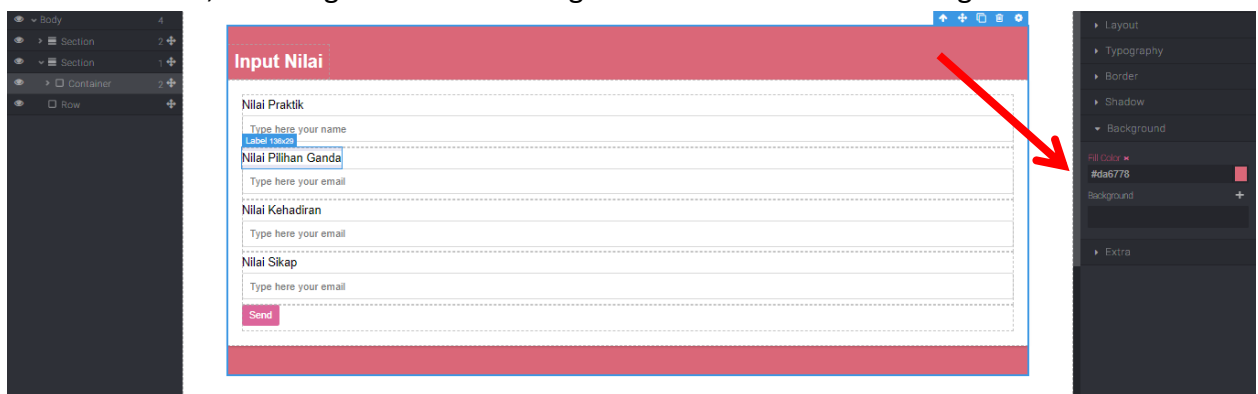 Body 4
Section 2
Section 1
Container 2
Row
Input Nilai
Nilai Praktik
Type here your name
Label 136x29
Nilai Pilihan Ganda
Type here your email
Nilai Kehadiran
Type here your email
Nilai Sikap
Type here your email
Send
Layout
Typography
Border
Shadow
Background
Fill Color
#da6778
Background +
Extra